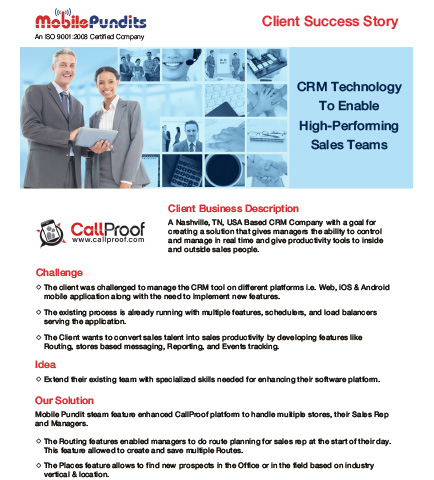 MobilePundits
An ISO 9001:2008 Certified Company
Client Success Story
CRM Technology
To Enable
High-Performing
Sales Teams
CallProof
www.callproof.com
Client Business Description
A Nashville, TN, USA Based CRM Company with a goal for
creating a solution that gives managers the ability to control
and manage in real time and give productivity tools to inside
and outside sales people.
Challenge
The client was challenged to manage the CRM tool on different platforms i.e. Web, iOS & Android
mobile application along with the need to implement new features.
The existing process is already running with multiple features, schedulers, and load balancers
serving the application.
The Client wants to convert sales talent into sales productivity by developing features like
Routing, stores based messaging, Reporting, and Events tracking.
Idea
Extend their existing team with specialized skills needed for enhancing their software platform.
Our Solution
Mobile Pundit steam feature enhanced CallProof platform to handle multiple stores, their Sales Rep
and Managers.
The Routing features enabled managers to do route planning for sales rep at the start of their day.
This feature allowed to create and save multiple Routes.
The Places feature allows to find new prospects in the Office or in the field based on industry
vertical & location.